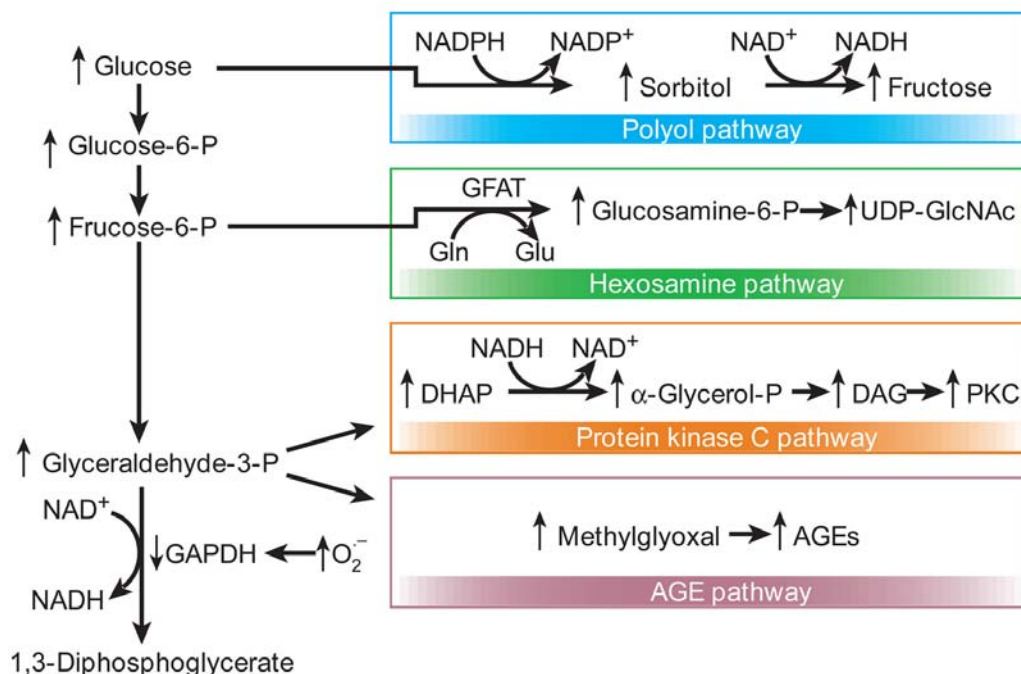 ↑ Glucose
↑ Glucose-6-P
↑ Frucose-6-P
↑ Glyceraldehyde-3-P
NAD⁺
↓GAPDH ← ↑O₂˙⁻
NADH
1,3-Diphosphoglycerate
NADPH NADP⁺ NAD⁺ NADH
↑ Sorbitol ↑ Fructose
Polyol pathway
GFAT
↑ Glucosamine-6-P → ↑ UDP-GlcNAc
Gln Glu
Hexosamine pathway
NADH NAD⁺
↑ DHAP → ↑ α-Glycerol-P → ↑ DAG → ↑ PKC
Protein kinase C pathway
↑ Methylglyoxal → ↑ AGEs
AGE pathway